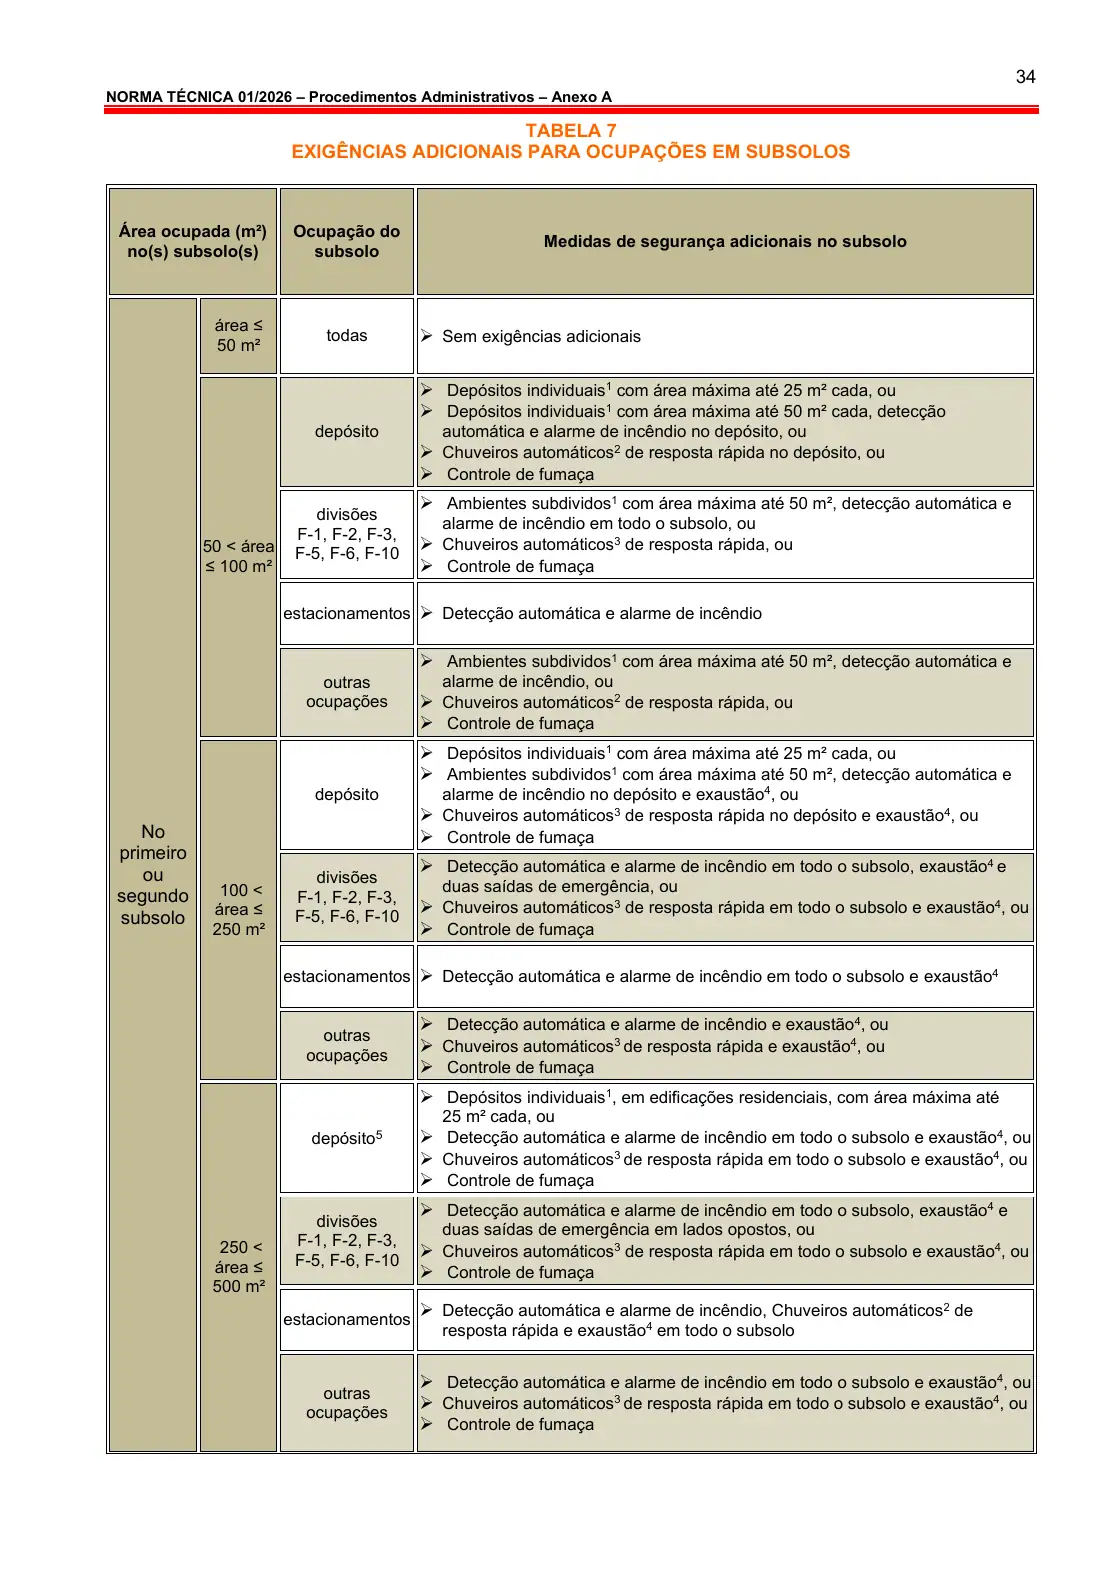 34
NORMA TÉCNICA 01/2026 – Procedimentos Administrativos – Anexo A
TABELA 7
EXIGÊNCIAS ADICIONAIS PARA OCUPAÇÕES EM SUBSOLOS
Área ocupada (m²)
no(s) subsolo(s)
Ocupação do
subsolo
Medidas de segurança adicionais no subsolo
No
primeiro
ou
segundo
subsolo
área ≤
50 m²
todas
➢ Sem exigências adicionais
50 < área
≤ 100 m²
depósito
➢ Depósitos individuais¹ com área máxima até 25 m² cada, ou
➢ Depósitos individuais¹ com área máxima até 50 m² cada, detecção
automática e alarme de incêndio no depósito, ou
➢ Chuveiros automáticos² de resposta rápida no depósito, ou
➢ Controle de fumaça
divisões
F-1, F-2, F-3,
F-5, F-6, F-10
➢ Ambientes subdividos¹ com área máxima até 50 m², detecção automática e
alarme de incêndio em todo o subsolo, ou
➢ Chuveiros automáticos³ de resposta rápida, ou
➢ Controle de fumaça
estacionamentos
➢ Detecção automática e alarme de incêndio
outras
ocupações
➢ Ambientes subdividos¹ com área máxima até 50 m², detecção automática e
alarme de incêndio, ou
➢ Chuveiros automáticos² de resposta rápida, ou
➢ Controle de fumaça
100 <
área ≤
250 m²
depósito
➢ Depósitos individuais¹ com área máxima até 25 m² cada, ou
➢ Ambientes subdividos¹ com área máxima até 50 m², detecção automática e
alarme de incêndio no depósito e exaustão⁴, ou
➢ Chuveiros automáticos³ de resposta rápida no depósito e exaustão⁴, ou
➢ Controle de fumaça
divisões
F-1, F-2, F-3,
F-5, F-6, F-10
➢ Detecção automática e alarme de incêndio em todo o subsolo, exaustão⁴ e
duas saídas de emergência, ou
➢ Chuveiros automáticos³ de resposta rápida em todo o subsolo e exaustão⁴, ou
➢ Controle de fumaça
estacionamentos
➢ Detecção automática e alarme de incêndio em todo o subsolo e exaustão⁴
outras
ocupações
➢ Detecção automática e alarme de incêndio e exaustão⁴, ou
➢ Chuveiros automáticos³ de resposta rápida e exaustão⁴, ou
➢ Controle de fumaça
250 <
área ≤
500 m²
depósito⁵
➢ Depósitos individuais¹, em edificações residenciais, com área máxima até
25 m² cada, ou
➢ Detecção automática e alarme de incêndio em todo o subsolo e exaustão⁴, ou
➢ Chuveiros automáticos³ de resposta rápida em todo o subsolo e exaustão⁴, ou
➢ Controle de fumaça
divisões
F-1, F-2, F-3,
F-5, F-6, F-10
➢ Detecção automática e alarme de incêndio em todo o subsolo, exaustão⁴ e
duas saídas de emergência em lados opostos, ou
➢ Chuveiros automáticos³ de resposta rápida em todo o subsolo e exaustão⁴, ou
➢ Controle de fumaça
estacionamentos
➢ Detecção automática e alarme de incêndio, Chuveiros automáticos² de
resposta rápida e exaustão⁴ em todo o subsolo
outras
ocupações
➢ Detecção automática e alarme de incêndio em todo o subsolo e exaustão⁴, ou
➢ Chuveiros automáticos³ de resposta rápida em todo o subsolo e exaustão⁴, ou
➢ Controle de fumaça